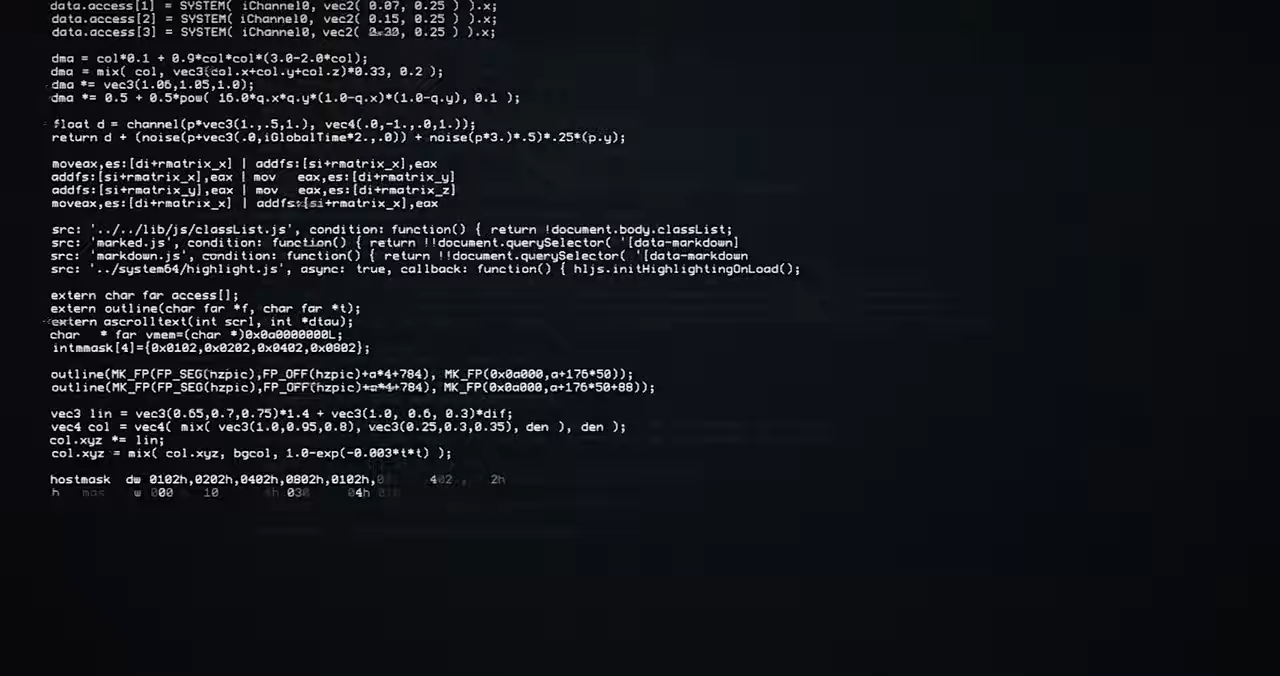 data.access[1] = SYSTEM( iChannel0, vec2( 0.07, 0.25 ) ).x;
data.access[2] = SYSTEM( iChannel0, vec2( 0.15, 0.25 ) ).x;
data.access[3] = SYSTEM( iChannel0, vec2( 0.25 ) ).x;
dma = col*0.1 + 0.9*col*col*(3.0-2.0*col);
dma = mix( col, vec3(col.x+col.y+col.z)*0.33, 0.2 );
dma *= vec3(1.06,1.05,1.0);
dma *= 0.5 + 0.5*pow( 16.0*q.x*q.y*(1.0-q.x)*(1.0-q.y), 0.1 );
float d = channel(p*vec3(1.,.5,1.), vec4(.0,-1.,.0,1.));
return d + (noise(p+vec3(.0,iGlobalTime*2.,.0)) + noise(p*3.)*.5)*.25*(p.y);
moveax,es:[di+rmatrix_x] | addfs:[si+rmatrix_x],eax
addfs:[si+rmatrix_x],eax | mov eax,es:[di+rmatrix_y]
addfs:[si+rmatrix_y],eax | mov eax,es:[di+rmatrix_z]
moveax,es:[di+rmatrix_x] | addfs:[si+rmatrix_x],eax
src: '../../lib/js/classList.js', condition: function() { return !document.body.classList;
src: 'marked.js', condition: function() { return !!document.querySelector( '[data-markdown]
src: 'markdown.js', condition: function() { return !!document.querySelector( '[data-markdown
src: '../system64/highlight.js', async: true, callback: function() { hljs.initHighlightingOnLoad();
extern char far access[];
extern outline(char far *f, char far *t);
extern ascrolltext(int scrl, int *dtau);
char * far vmem=(char *)0x0a0000000L;
intmmask[4]={0x0102,0x0202,0x0402,0x0802};
outline(MK_FP(FP_SEG(hzpic),FP_OFF(hzpic)+a*4+784), MK_FP(0x0a000,a+176*50));
outline(MK_FP(FP_SEG(hzpic),FP_OFF(hzpic)+a*4+784), MK_FP(0x0a000,a+176*50+88));
vec3 lin = vec3(0.65,0.7,0.75)*1.4 + vec3(1.0, 0.6, 0.3)*dif;
vec4 col = vec4( mix( vec3(1.0,0.95,0.8), vec3(0.25,0.3,0.35), den ), den );
col.xyz *= lin;
col.xyz = mix( col.xyz, bgcol, 1.0-exp(-0.003*t*t) );
hostmask dw 0102h,0202h,0402h,0802h,0102h,0 402 , 2h
h mas w 000 10 4h 030 04h